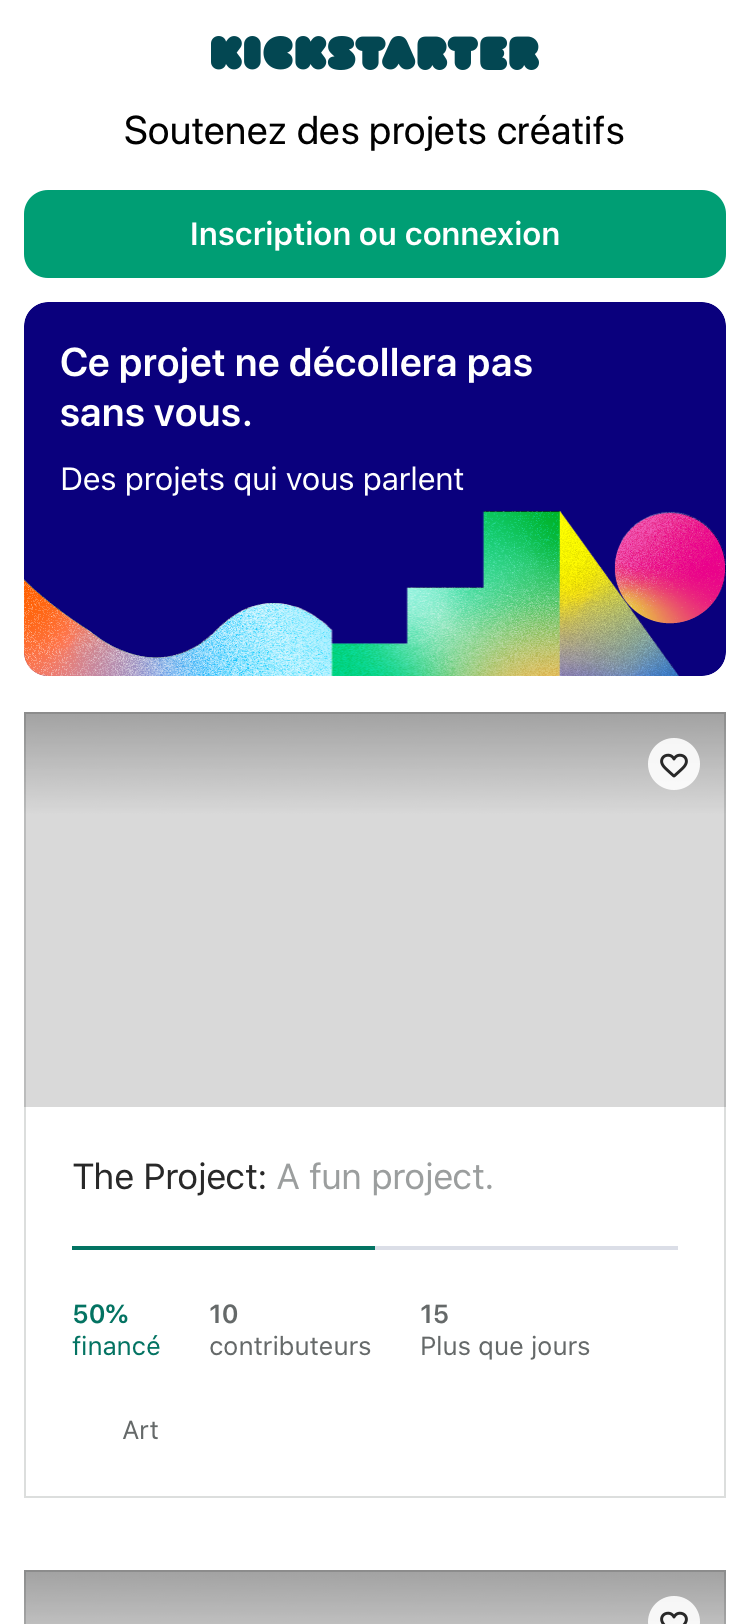 KICKSTARTER
Soutenez des projets créatifs
Inscription ou connexion
Ce projet ne décollera pas
sans vous.
Des projets qui vous parlent
The Project: A fun project.
50%
financé
10
contributeurs
15
Plus que jours
Art